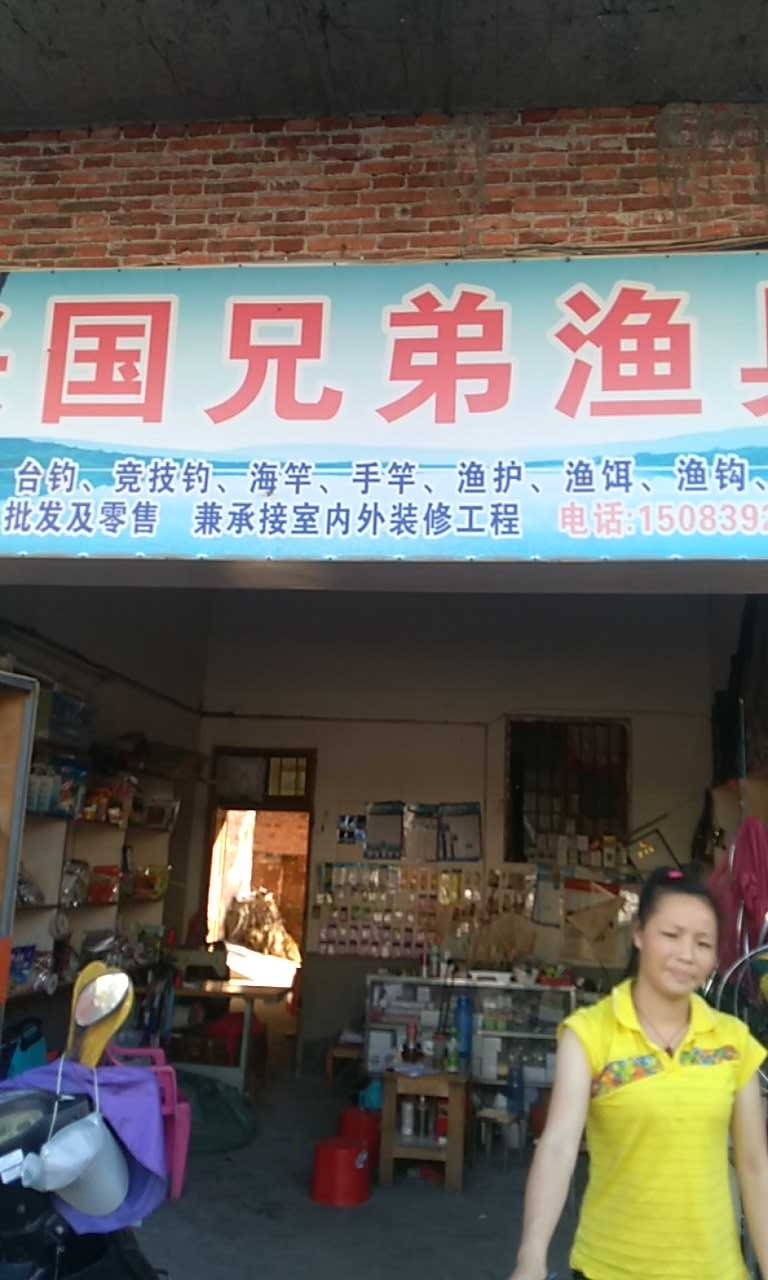 国兄弟渔
台钓、竞技钓、海竿、手竿、渔护、渔饵、渔钩、
批发及零售 兼承接室内外装修工程 电话:1508392